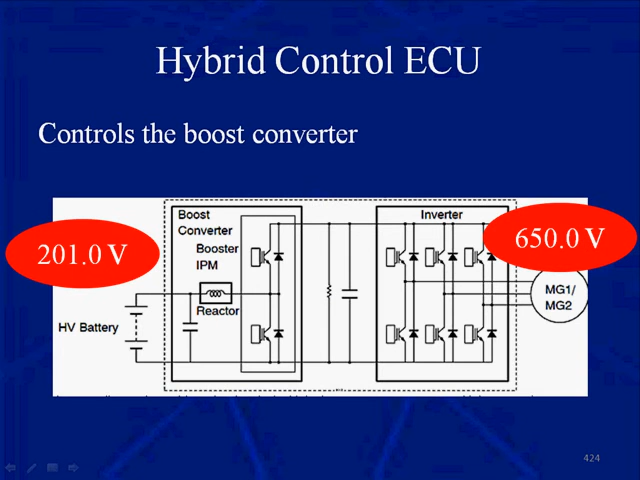 Hybrid Control ECU
Controls the boost converter
Boost
Converter
Inverter
201.0 V
650.0 V
Booster
IPM
MG1/
MG2
Reactor
HV Battery
424